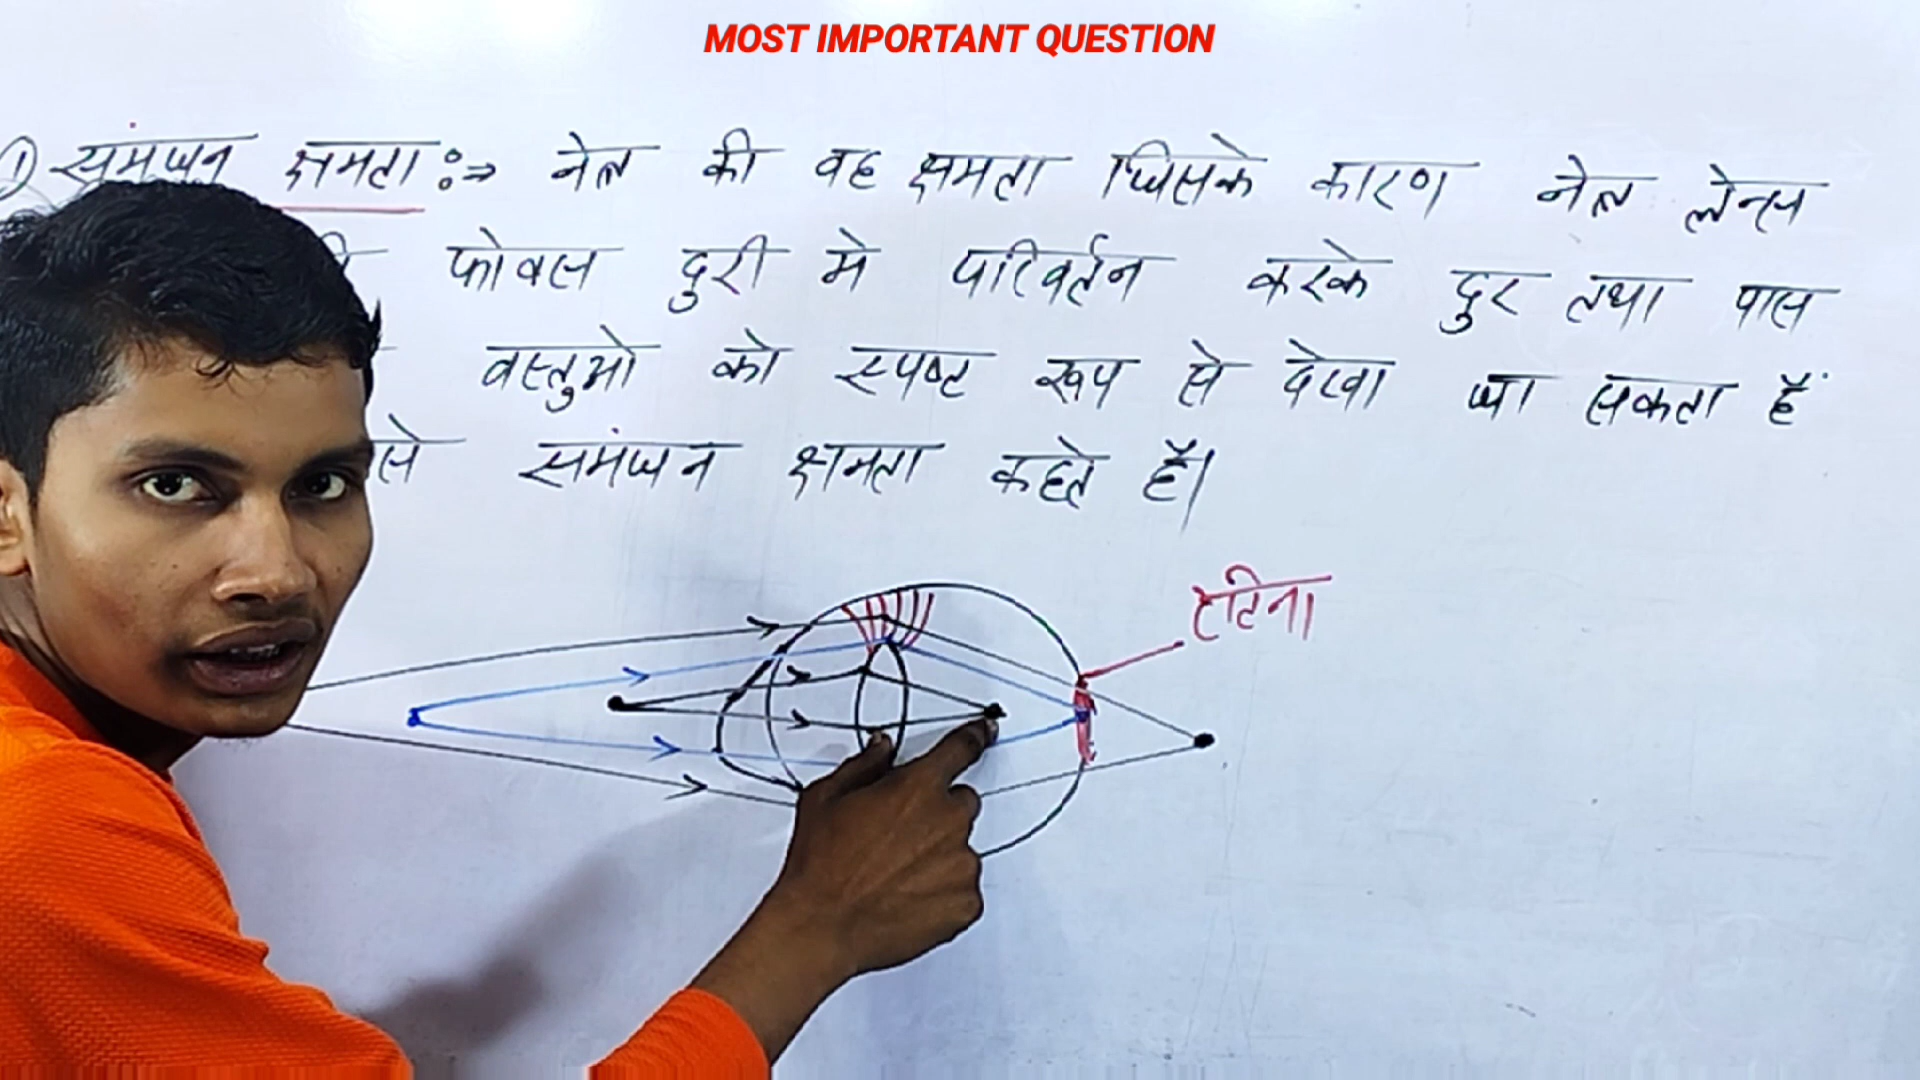 MOST IMPORTANT QUESTION
① समंजन क्षमता :⇒ नेत्र की वह क्षमता जिसके कारण नेत्र लेन्स
फोकस दुरी मे परिवर्तन करके दुर तथा पास
वस्तुओ को स्पष्ट रूप से देखा जा सकता हैं
से समंजन क्षमता कहते हैं।
रेटिना